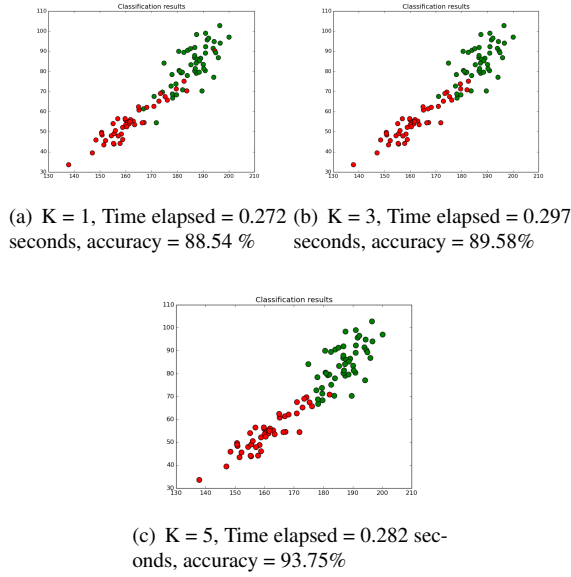 Classification results
110
100
90
80
70
60
50
40
30
130 140 150 160 170 180 190 200 210
Classification results
110
100
90
80
70
60
50
40
30
130 140 150 160 170 180 190 200 210
(a) K = 1, Time elapsed = 0.272
seconds, accuracy = 88.54 %
(b) K = 3, Time elapsed = 0.297
seconds, accuracy = 89.58%
Classification results
110
100
90
80
70
60
50
40
30
130 140 150 160 170 180 190 200 210
(c) K = 5, Time elapsed = 0.282 sec-
onds, accuracy = 93.75%